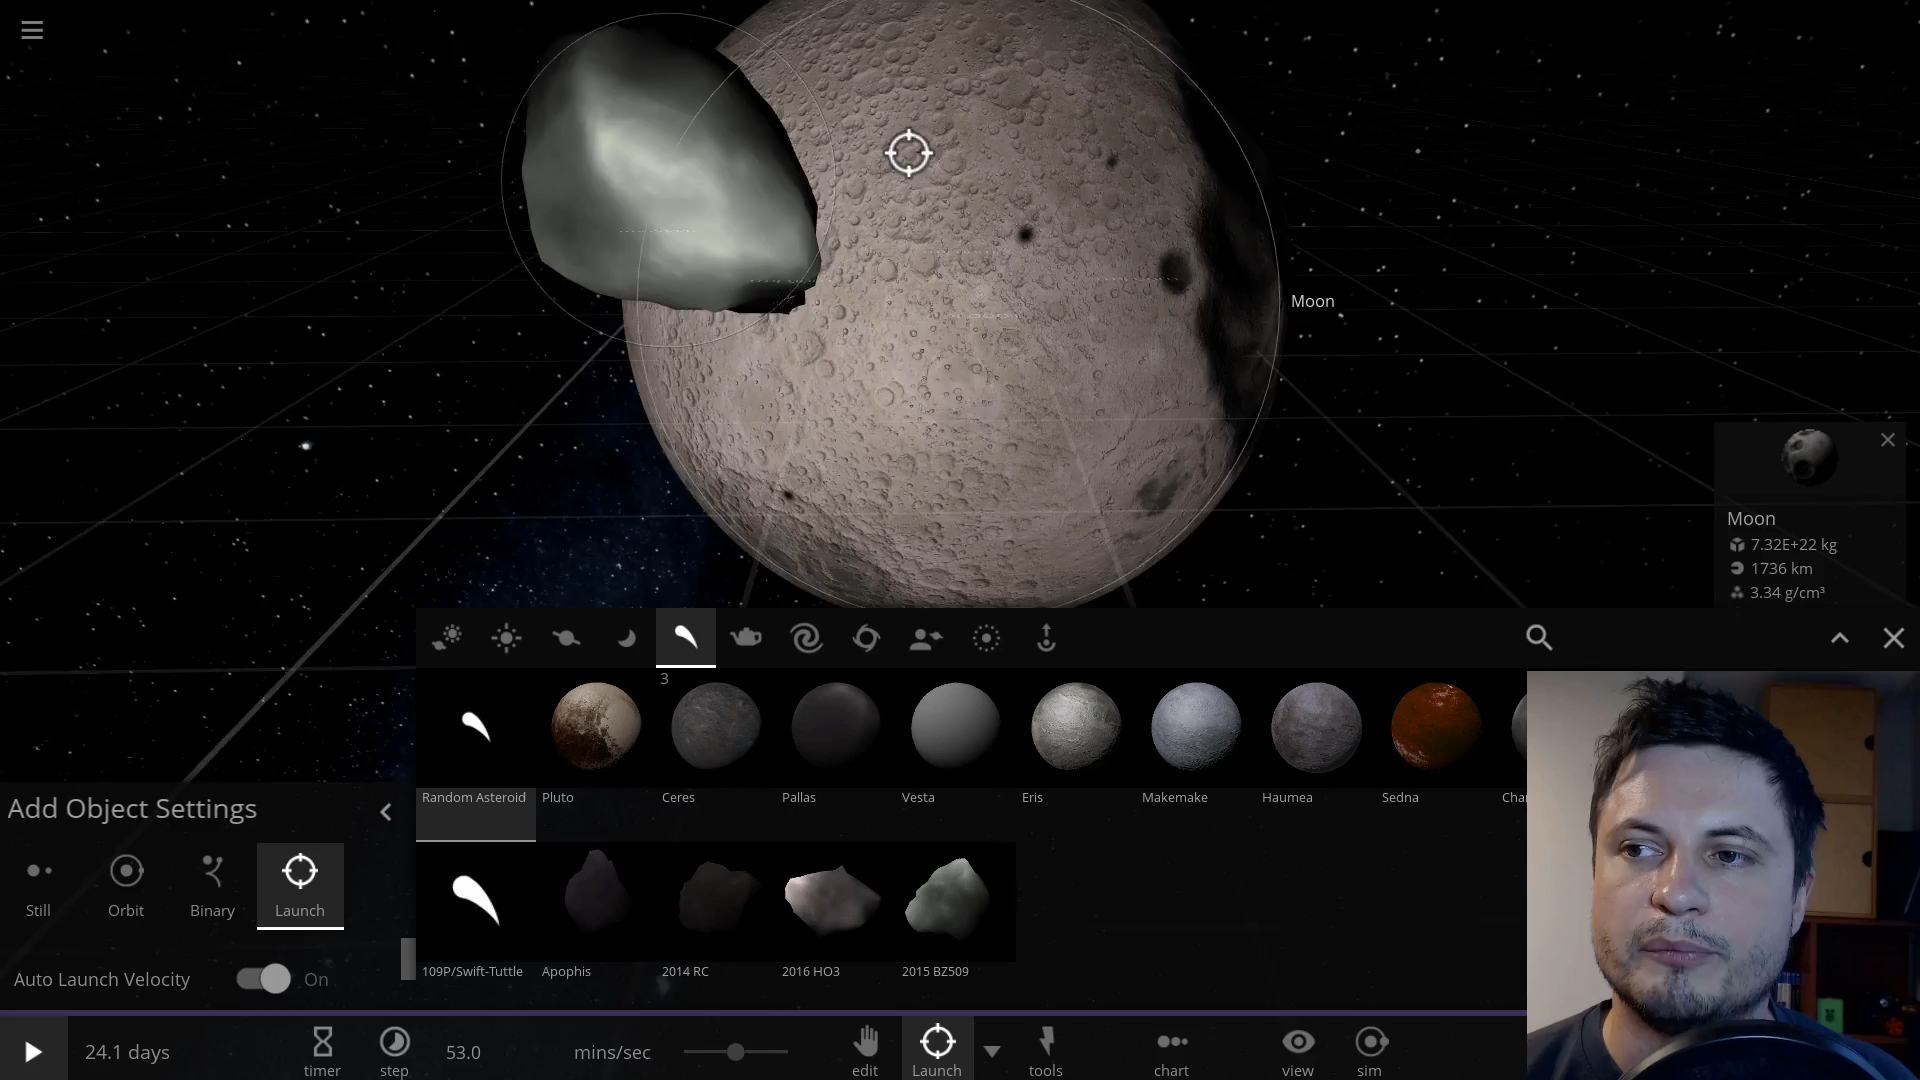 Moon
Moon
7.32E+22 kg
1736 km
3.34 g/cm³
3
Random Asteroid
Pluto
Ceres
Pallas
Vesta
Eris
Makemake
Haumea
Sedna
Char
Add Object Settings
Still
Orbit
Binary
Launch
109P/Swift-Tuttle
Apophis
2014 RC
2016 HO3
2015 BZ509
Auto Launch Velocity
On
24.1 days
timer
step
53.0
mins/sec
edit
Launch
tools
chart
view
sim